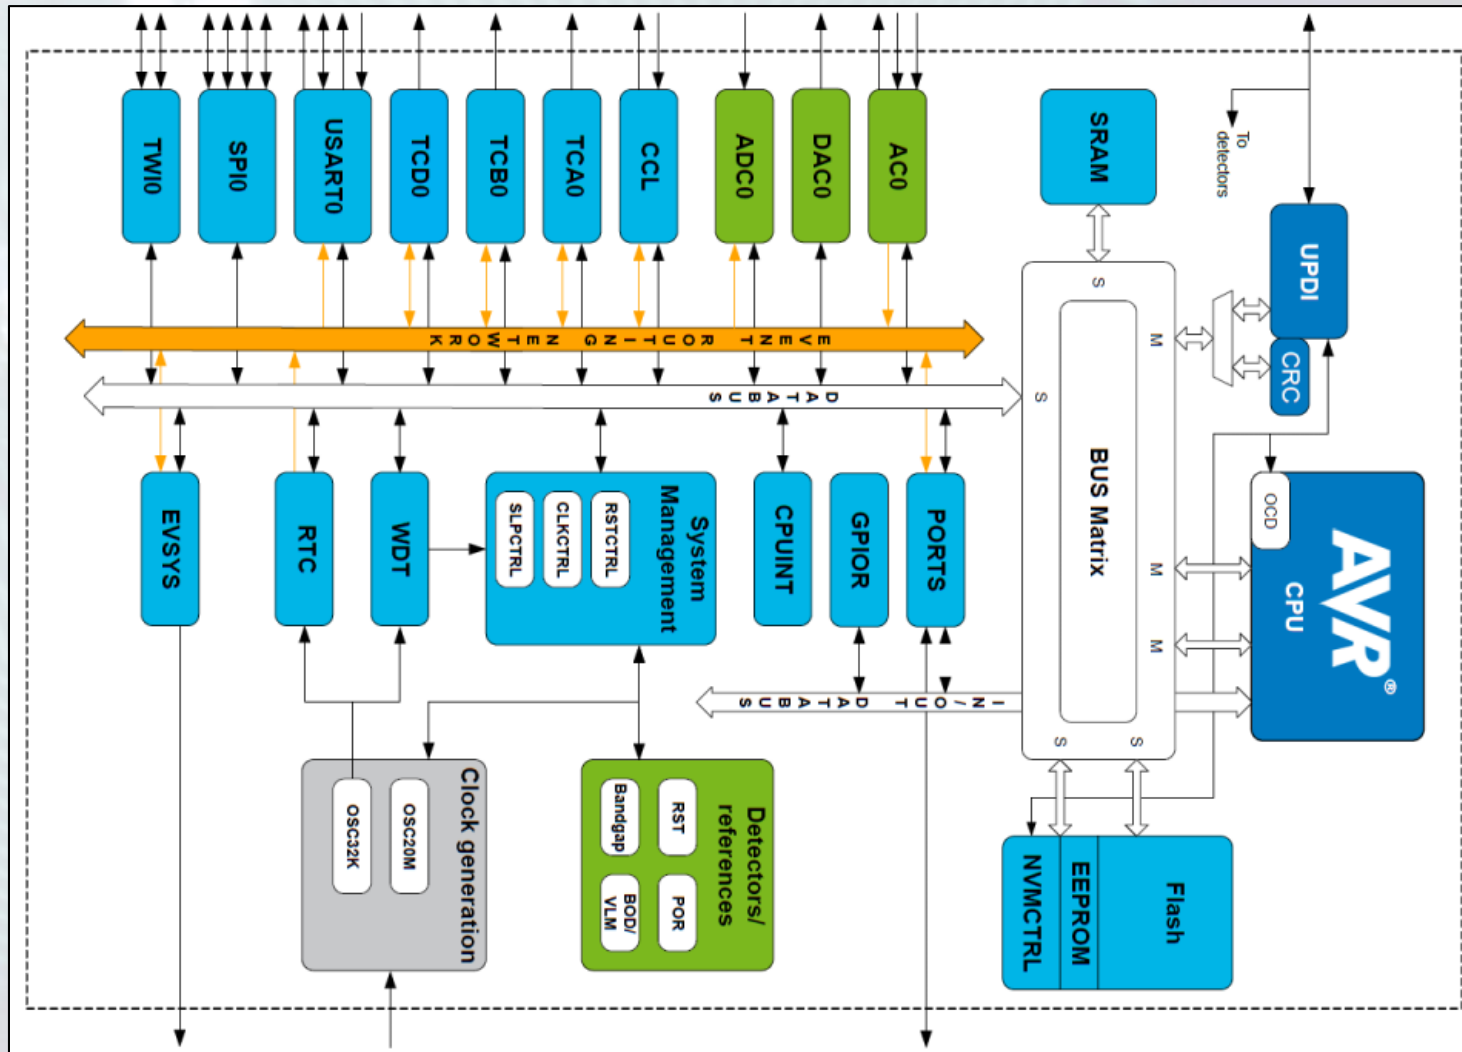 TWI0
SPI0
USART0
TCD0
TCB0
TCA0
CCL
ADC0
DAC0
AC0
SRAM
To
detectors
UPDI
CRC
EVENT ROUTING NETWORK
DATABUS
S
S
M
M
M
S
S
BUS Matrix
OCD
AVR®
CPU
EVSYS
RTC
WDT
System
Management
SLPCTRL
CLKCTRL
RSTCTRL
CPUINT
GPIOR
PORTS
IN/OUT DATABUS
Clock generation
OSC32K
OSC20M
Detectors/
references
Bandgap
RST
BOD/
VLM
POR
NVMCTRL
EEPROM
Flash